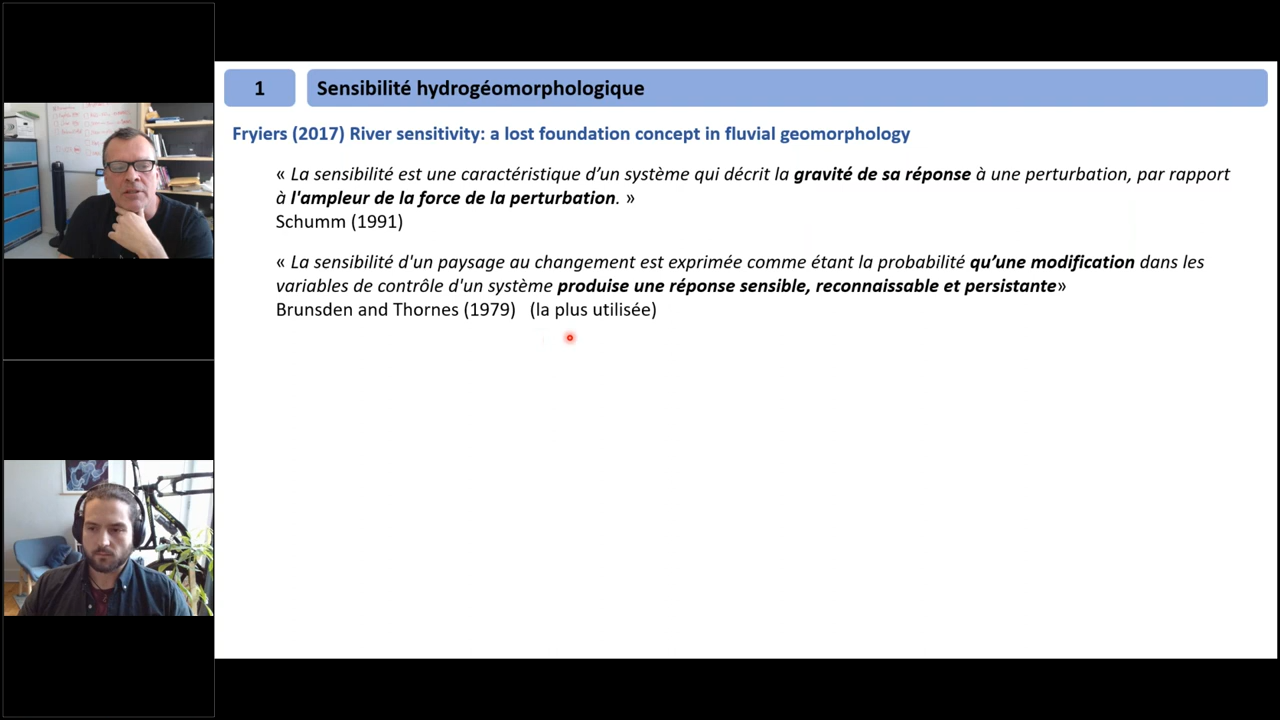 1
Sensibilité hydrogéomorphologique
Fryiers (2017) River sensitivity: a lost foundation concept in fluvial geomorphology
« La sensibilité est une caractéristique d’un système qui décrit la gravité de sa réponse à une perturbation, par rapport
à l'ampleur de la force de la perturbation. »
Schumm (1991)
« La sensibilité d'un paysage au changement est exprimée comme étant la probabilité qu’une modification dans les
variables de contrôle d'un système produise une réponse sensible, reconnaissable et persistante»
Brunsden and Thornes (1979) (la plus utilisée)